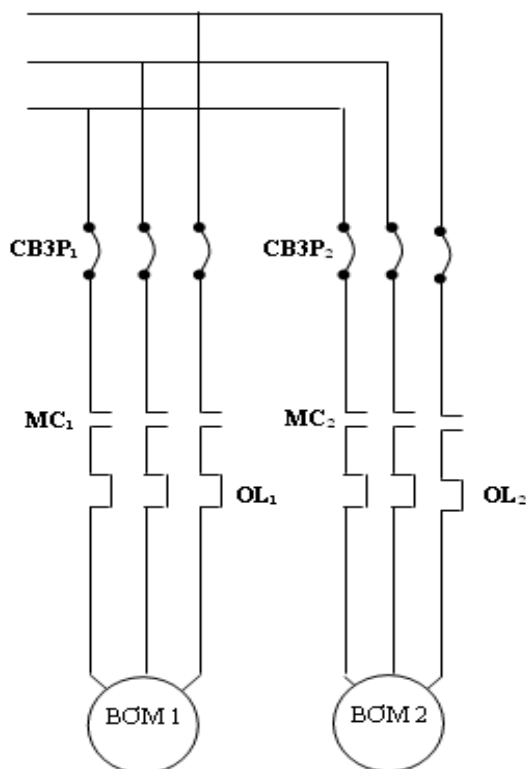 CB3P₁
CB3P₂
MC₁
MC₂
OL₁
OL₂
BƠM 1
BƠM 2